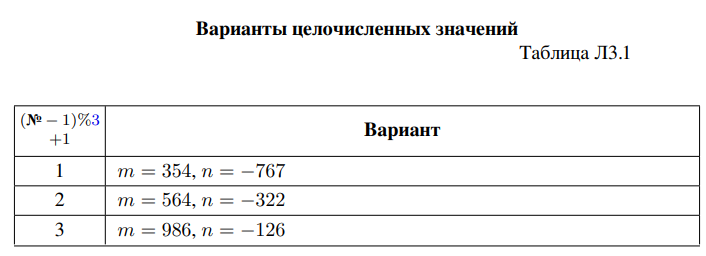 Варианты целочисленных значений
Таблица Л3.1
(№ − 1)%3
+1
Вариант
1 m = 354, n = −767
2 m = 564, n = −322
3 m = 986, n = −126